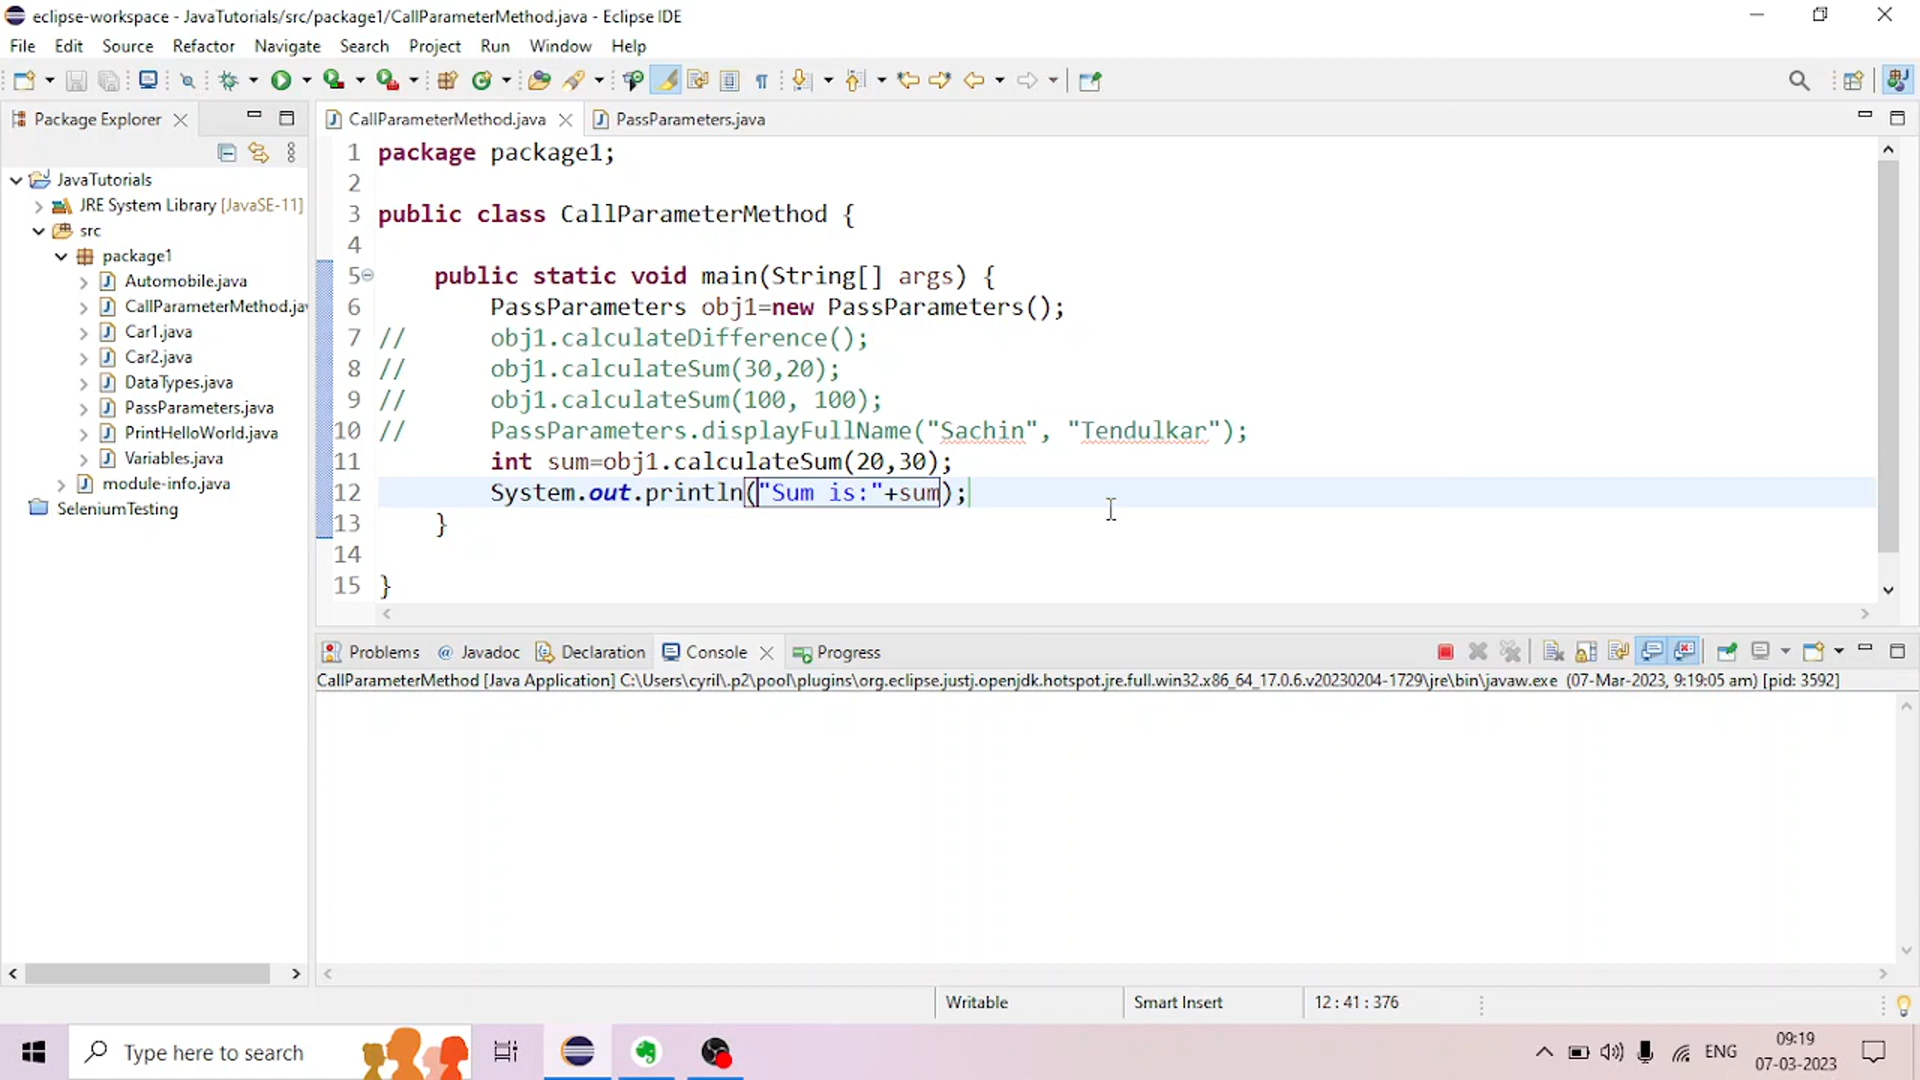 eclipse-workspace - JavaTutorials/src/package1/CallParameterMethod.java - Eclipse IDE
File Edit Source Refactor Navigate Search Project Run Window Help
Package Explorer
JavaTutorials
JRE System Library [JavaSE-11]
src
package1
Automobile.java
CallParameterMethod.jav
Car1.java
Car2.java
DataTypes.java
PassParameters.java
PrintHelloWorld.java
Variables.java
module-info.java
SeleniumTesting
CallParameterMethod.java PassParameters.java
1 package package1;
2
3 public class CallParameterMethod {
4
5 public static void main(String[] args) {
6 PassParameters obj1=new PassParameters();
7 // obj1.calculateDifference();
8 // obj1.calculateSum(30,20);
9 // obj1.calculateSum(100, 100);
10 // PassParameters.displayFullName("Sachin", "Tendulkar");
11 int sum=obj1.calculateSum(20,30);
12 System.out.println("Sum is:"+sum);
13 }
14
15 }
Problems @ Javadoc Declaration Console Progress
CallParameterMethod [Java Application] C:\Users\cyril\.p2\pool\plugins\org.eclipse.justj.openjdk.hotspot.jre.full.win32.x86_64_17.0.6.v20230204-1729\jre\bin\javaw.exe (07-Mar-2023, 9:19:05 am) [pid: 3592]
Writable Smart Insert 12 : 41 : 376
Type here to search
ENG
09:19
07-03-2023